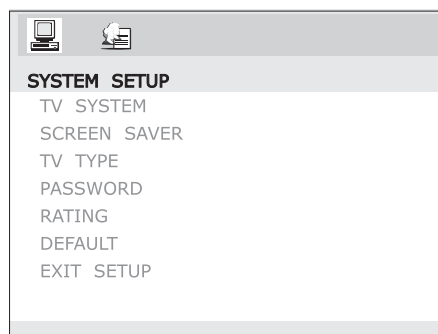 SYSTEM SETUP
TV SYSTEM
SCREEN SAVER
TV TYPE
PASSWORD
RATING
DEFAULT
EXIT SETUP